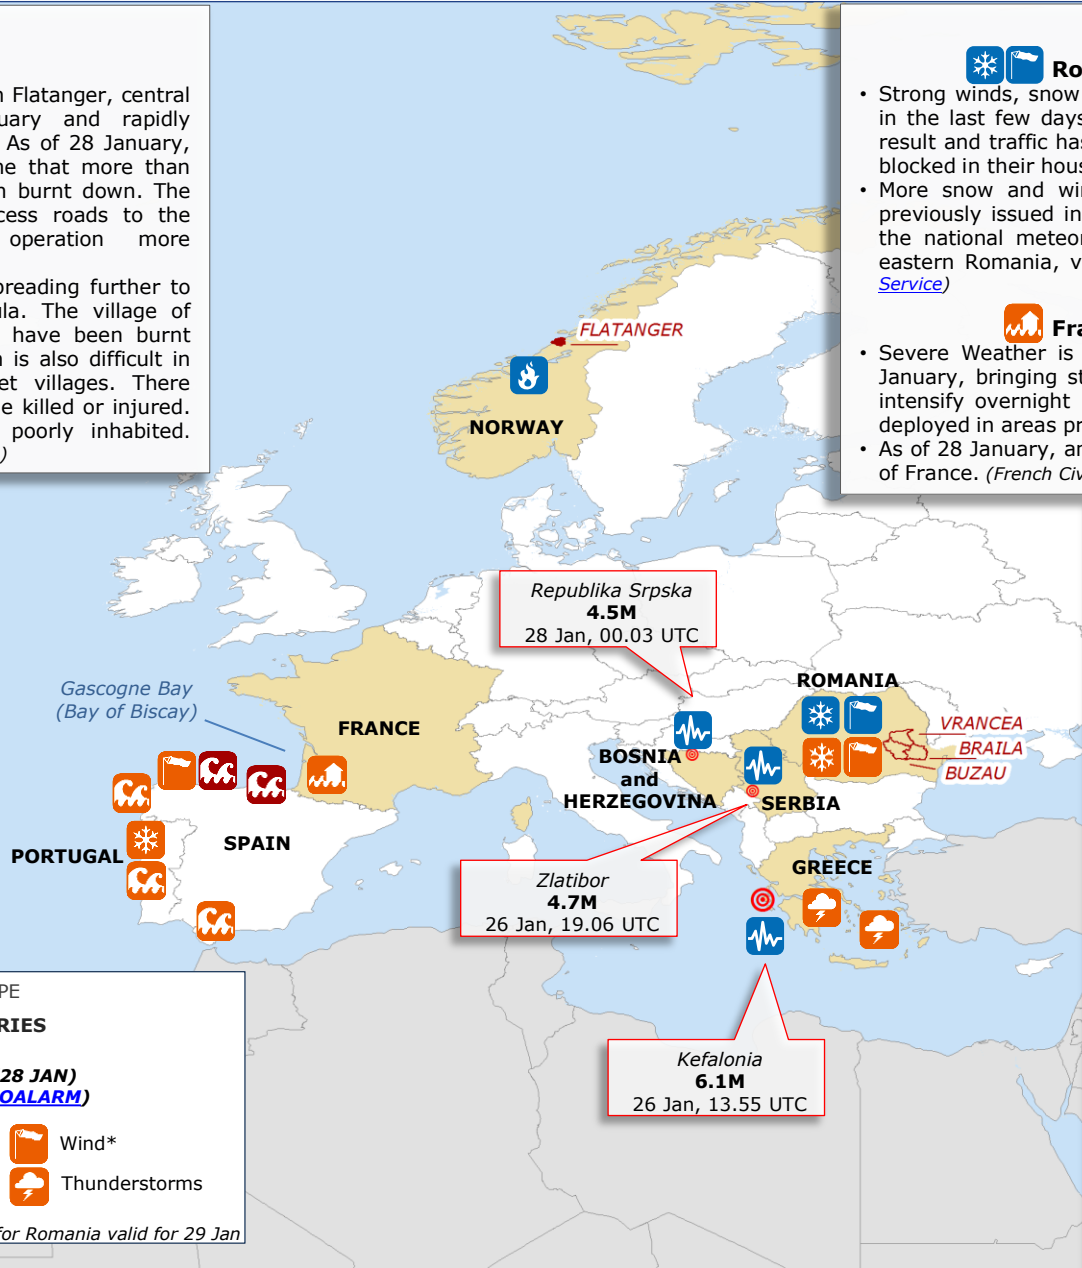 n Flatanger, central
uary and rapidly
As of 28 January,
ne that more than
n burnt down. The
cess roads to the
operation more
preading further to
ula. The village of
have been burnt
n is also difficult in
et villages. There
e killed or injured.
poorly inhabited.
)
Ro
• Strong winds, snow
in the last few days
result and traffic has
blocked in their hous
• More snow and win
previously issued in
the national meteor
eastern Romania, v
Service)
Fra
• Severe Weather is
January, bringing st
intensify overnight
deployed in areas pr
• As of 28 January, an
of France. (French Civ
FLATANGER
NORWAY
Republika Srpska
4.5M
28 Jan, 00.03 UTC
Gascogne Bay
(Bay of Biscay)
FRANCE
ROMANIA
VRANCEA
BRAILA
BUZAU
BOSNIA
and
HERZEGOVINA
SERBIA
SPAIN
PORTUGAL
GREECE
Zlatibor
4.7M
26 Jan, 19.06 UTC
Kefalonia
6.1M
26 Jan, 13.55 UTC
PE
RIES
28 JAN)
OALARM)
Wind*
Thunderstorms
for Romania valid for 29 Jan